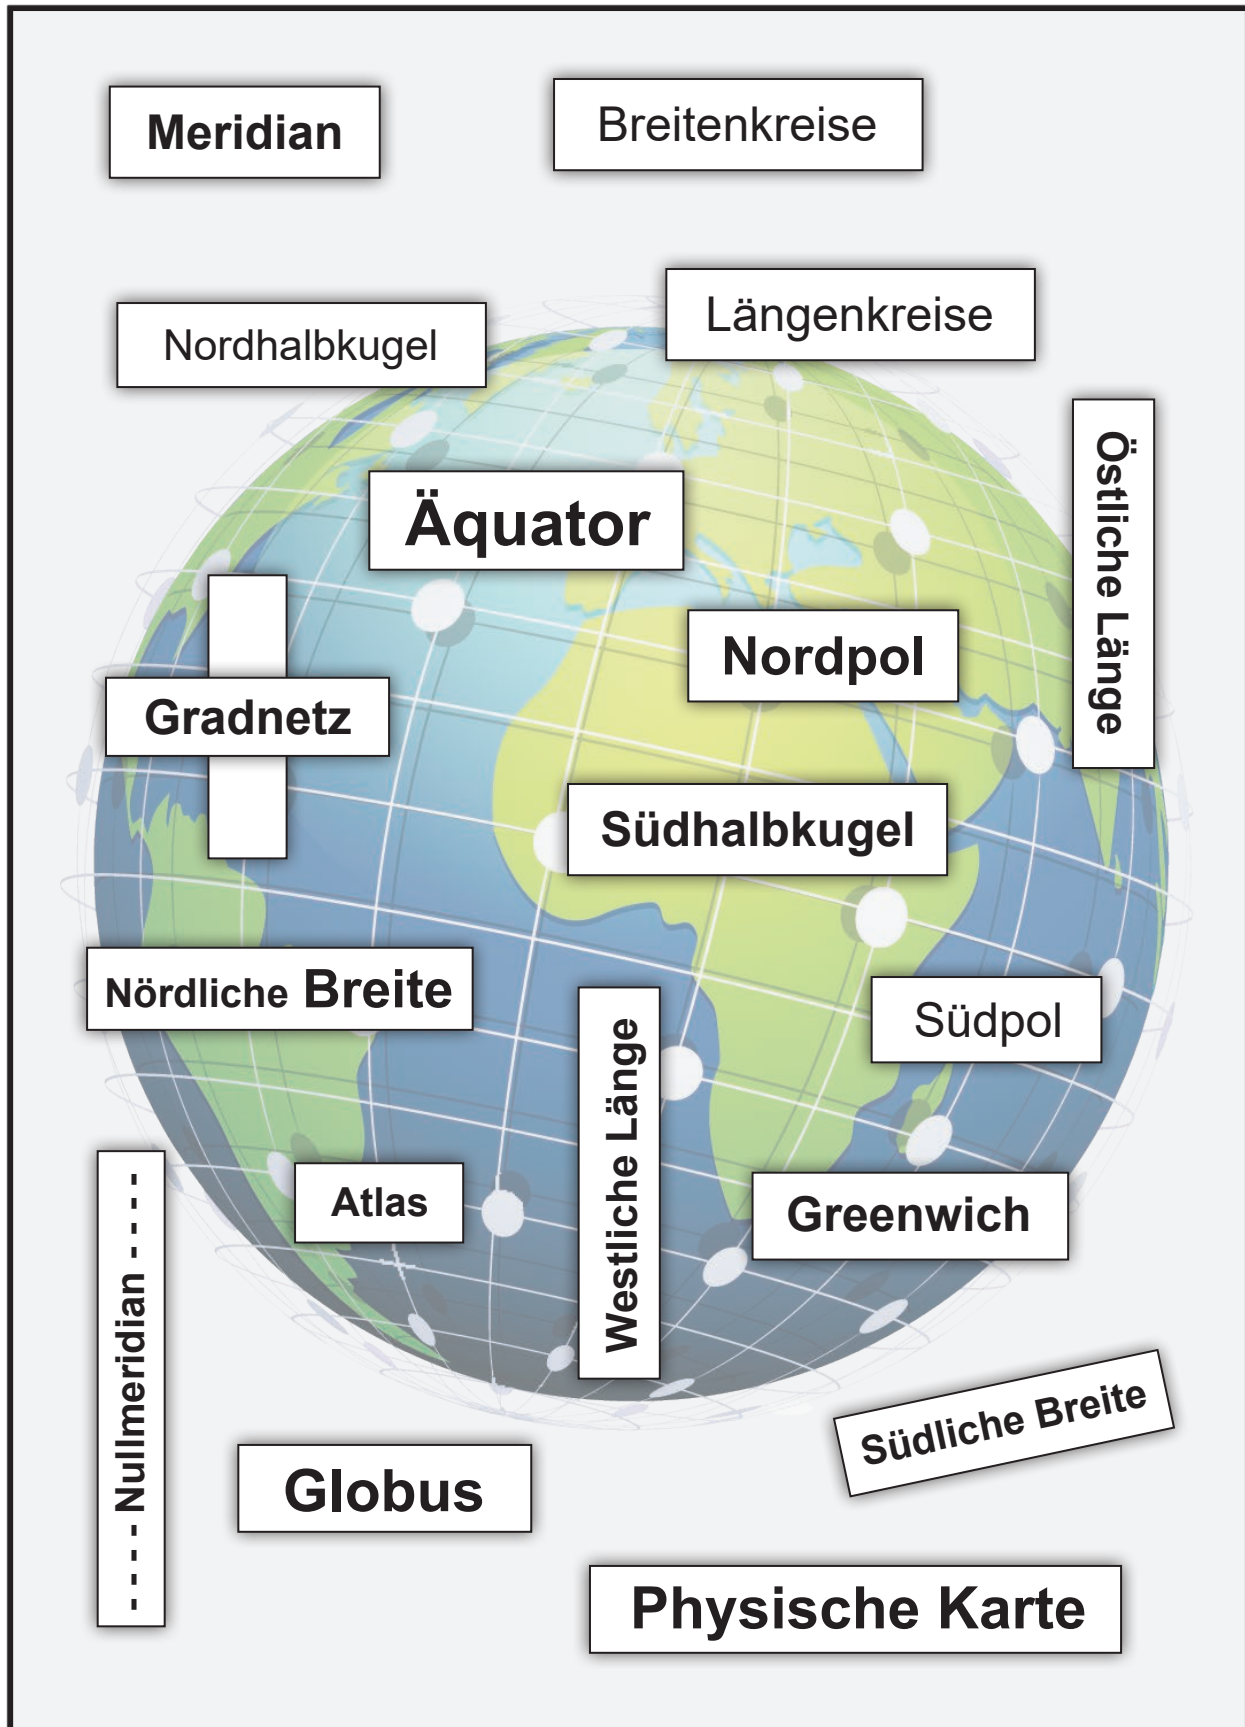 Meridian
Breitenkreise
Längenkreise
Nordhalbkugel
Östliche Länge
Äquator
Nordpol
Gradnetz
Südhalbkugel
Nördliche Breite
Südpol
Westliche Länge
Atlas
Greenwich
----Nullmeridian----
Südliche Breite
Globus
Physische Karte